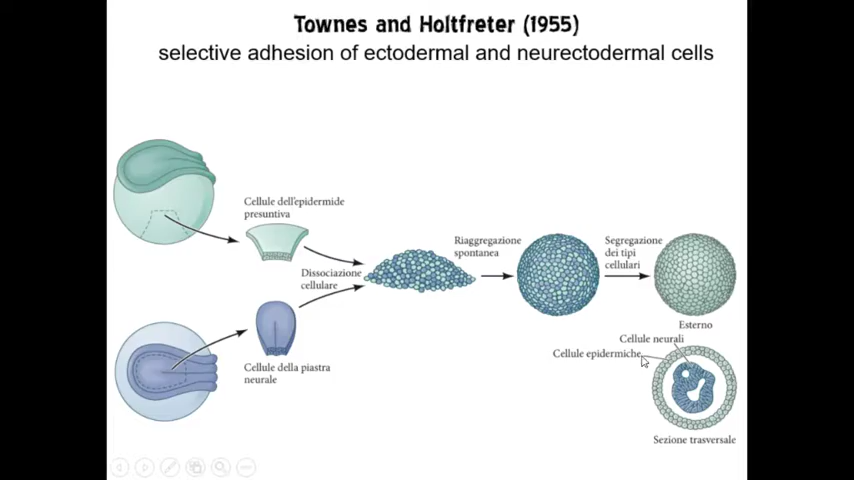 Townes and Holtfreter (1955)
selective adhesion of ectodermal and neurectodermal cells
Cellule dell'epidermide
presuntiva
Dissociazione
cellulare
Cellule della piastra
neurale
Riaggregazione
spontanea
Segregazione
dei tipi
cellulari
Esterno
Cellule neurali
Cellule epidermiche
Sezione trasversale